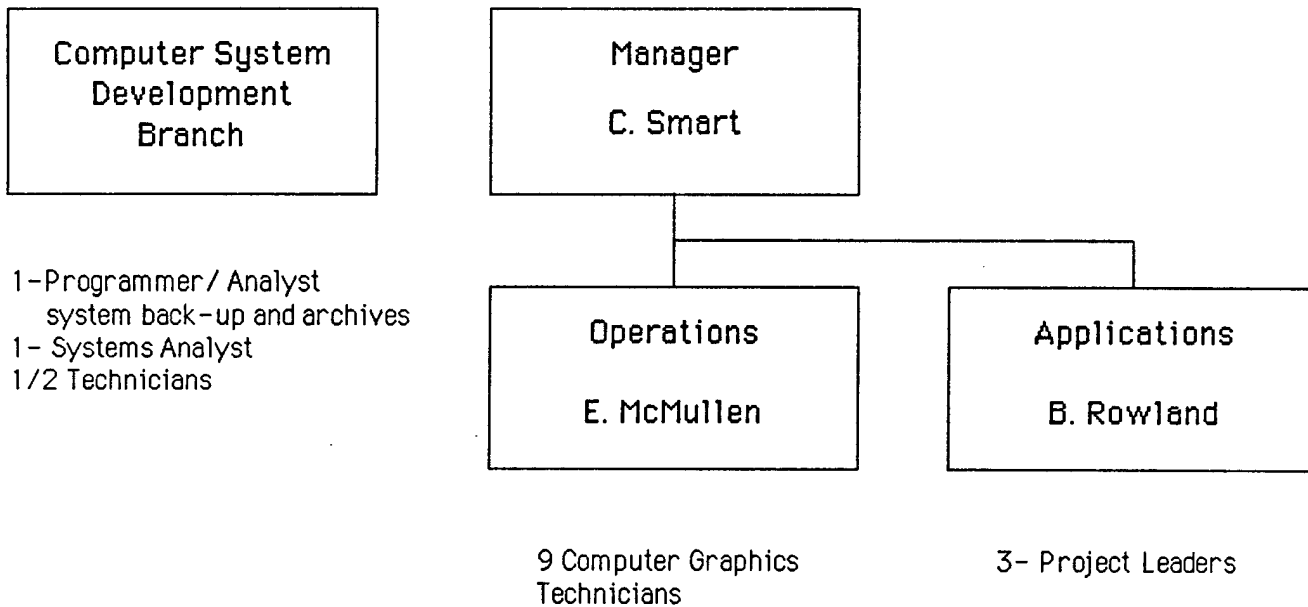 Computer System
Development
Branch
1-Programmer/ Analyst
system back-up and archives
1- Systems Analyst
1/2 Technicians
Manager
C. Smart
Operations
E. McMullen
9 Computer Graphics
Technicians
Applications
B. Rowland
3- Project Leaders